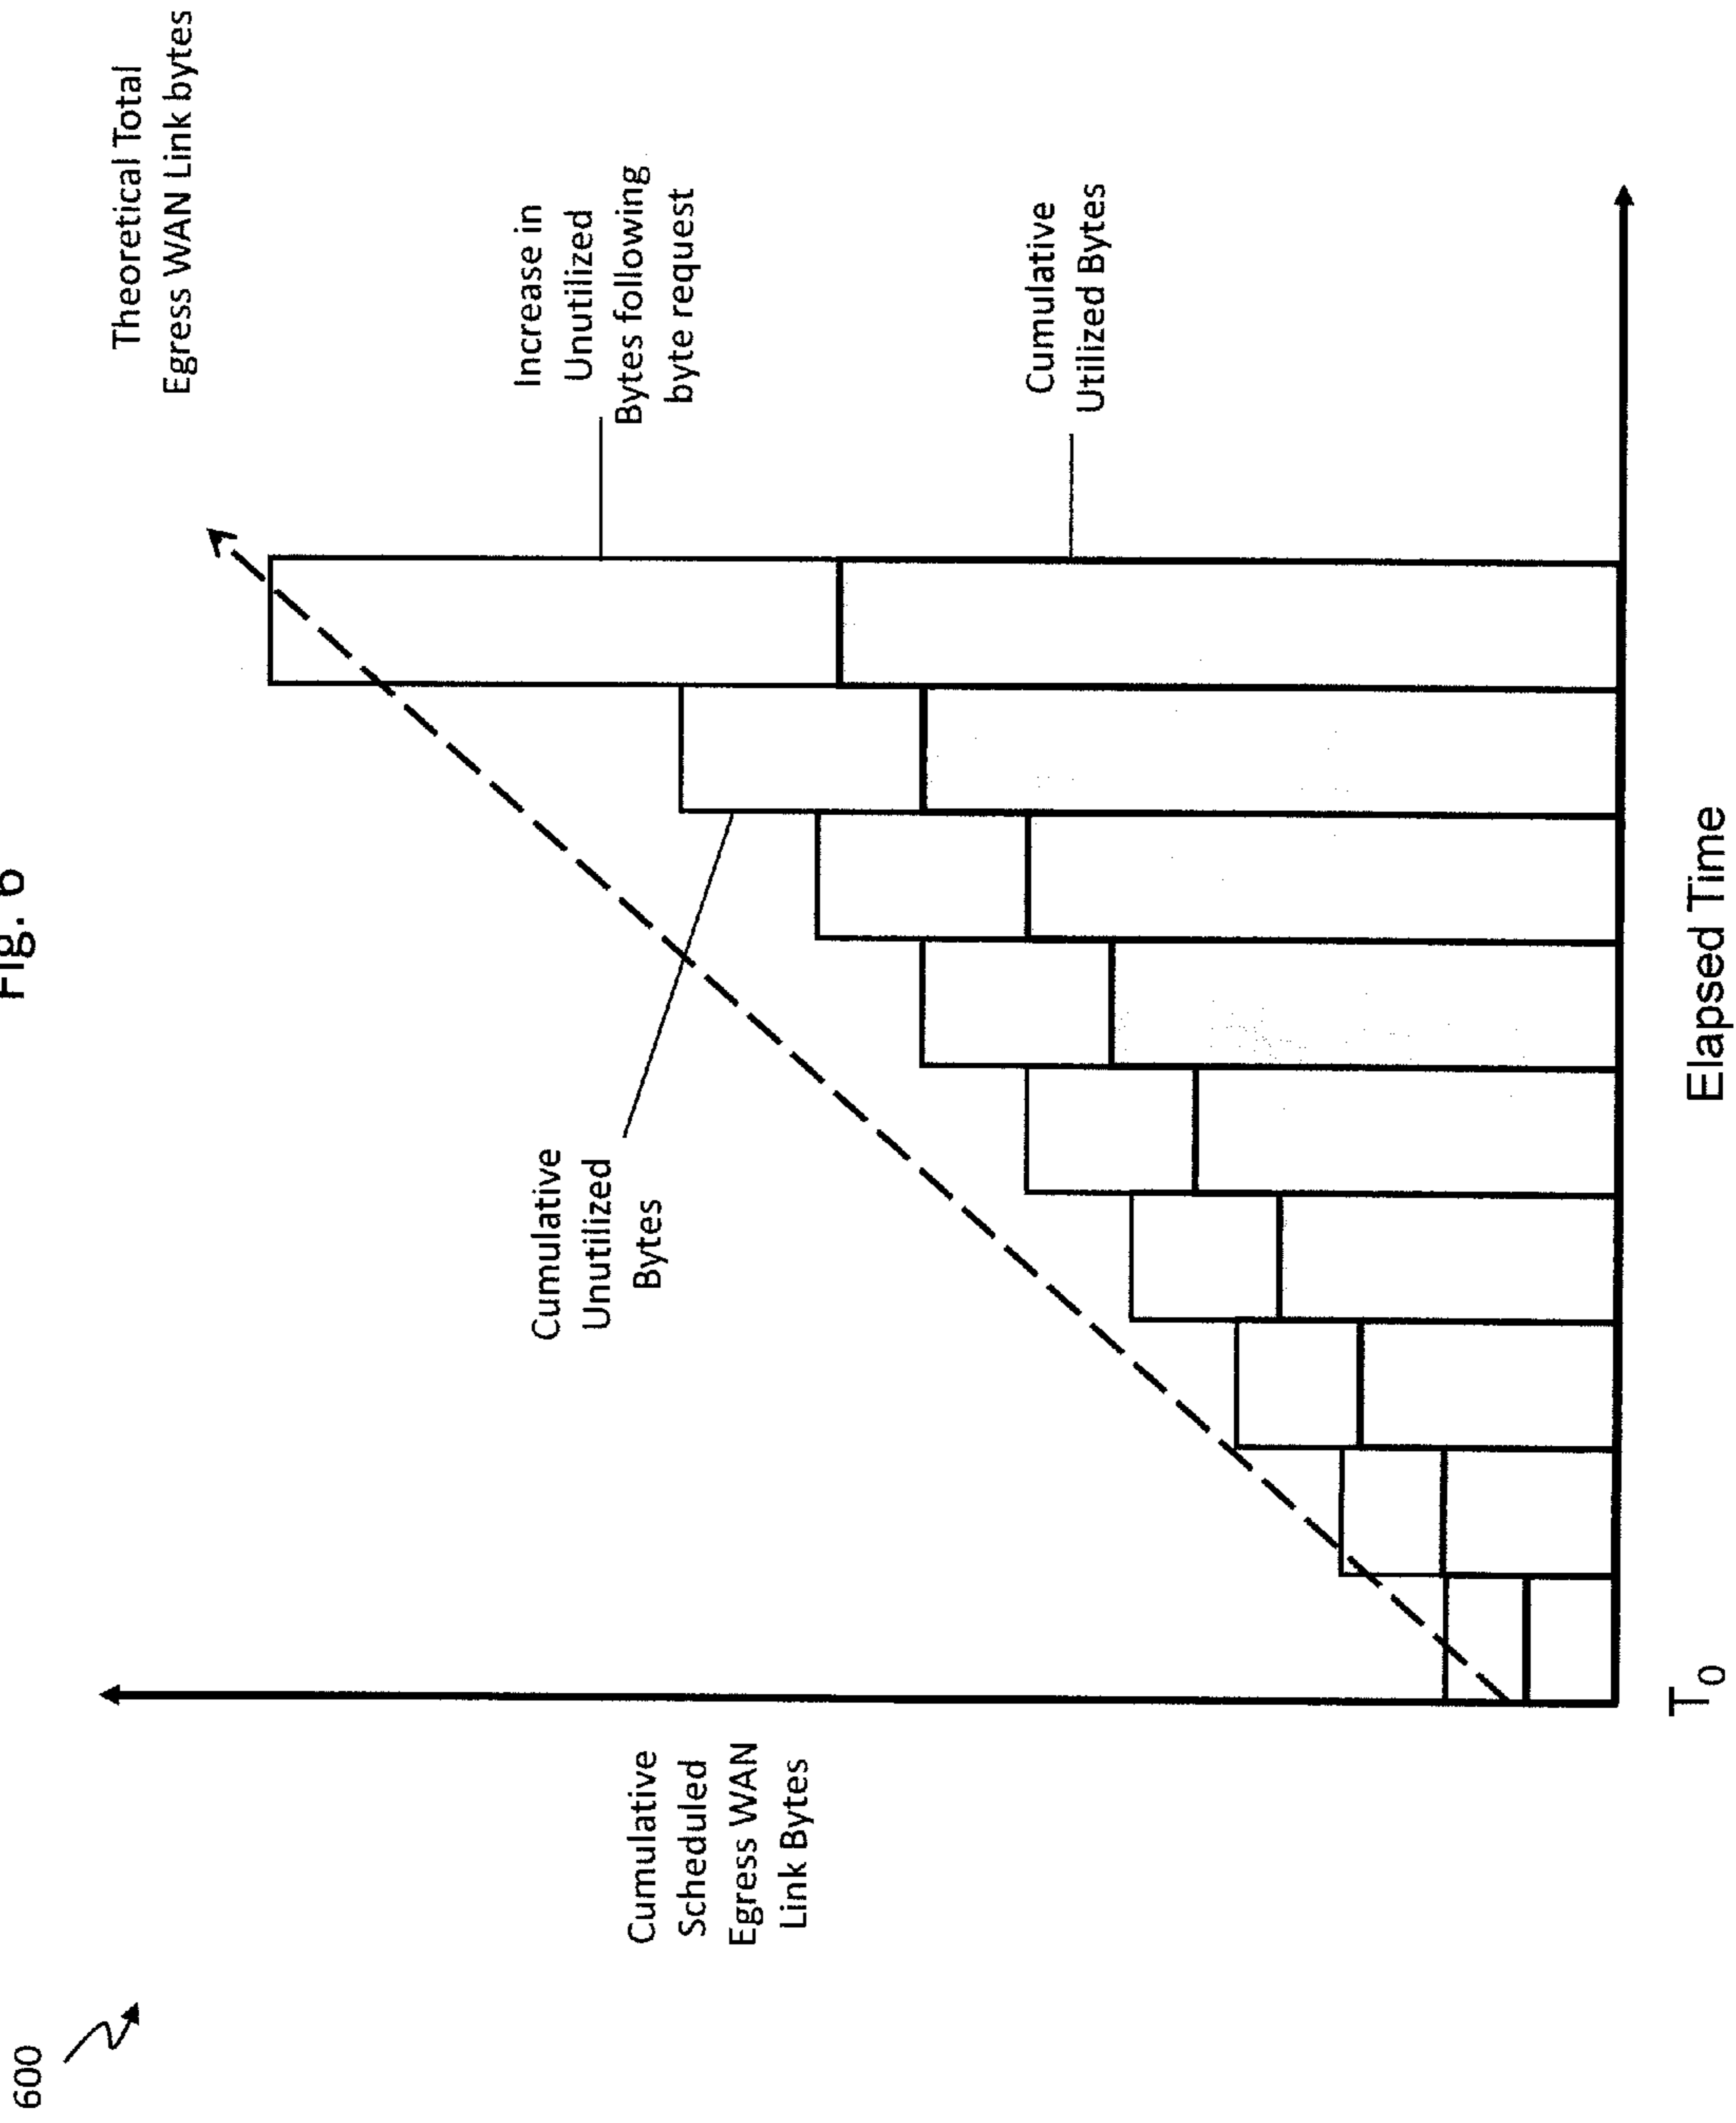 Fig. 6
600
Theoretical Total
Egress WAN Link bytes
Cumulative
Unutilized
Bytes
Increase in
Unutilized
Bytes following
byte request
Cumulative
Scheduled
Egress WAN
Link Bytes
Cumulative
Utilized Bytes
T0
Elapsed Time